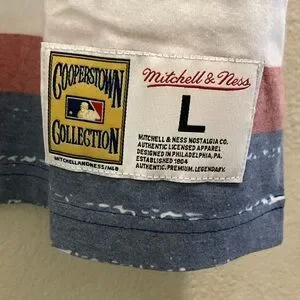 COOPERSTOWN
COLLECTION
MITCHELLANDNESS/MLB
Mitchell & Ness
L
MITCHELL & NESS NOSTALGIA CO.
AUTHENTIC LICENSED APPAREL
DESIGNED IN PHILADELPHIA, PA.
ESTABLISHED 1904
AUTHENTIC. PREMIUM. LEGENDARY.